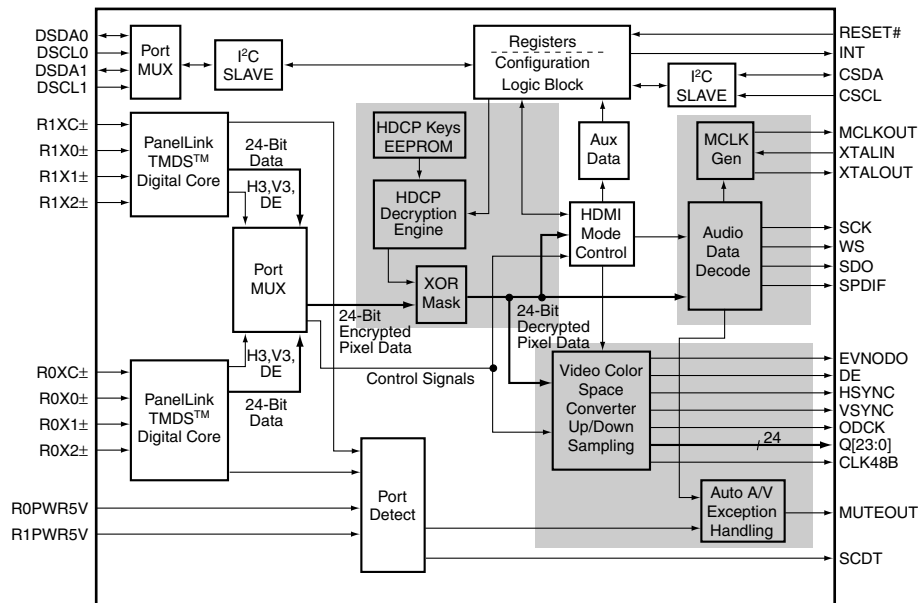 DSDA0
DSCL0
DSDA1
DSCL1
Port
MUX
I²C
SLAVE
Registers
Configuration
Logic Block
I²C
SLAVE
RESET#
INT
CSDA
CSCL
R1XC±
R1X0±
R1X1±
R1X2±
PanelLink
TMDS™
Digital Core
24-Bit
Data
H3,V3,
DE
HDCP Keys
EEPROM
HDCP
Decryption
Engine
XOR
Mask
Aux
Data
HDMI
Mode
Control
MCLK
Gen
Audio
Data
Decode
MCLKOUT
XTALIN
XTALOUT
SCK
WS
SDO
SPDIF
Port
MUX
24-Bit
Encrypted
Pixel Data
24-Bit
Decrypted
Pixel Data
Control Signals
R0XC±
R0X0±
R0X1±
R0X2±
PanelLink
TMDS™
Digital Core
H3,V3,
DE
24-Bit
Data
Video Color
Space
Converter
Up/Down
Sampling
EVNODO
DE
HSYNC
VSYNC
ODCK
24
Q[23:0]
CLK48B
R0PWR5V
R1PWR5V
Port
Detect
Auto A/V
Exception
Handling
MUTEOUT
SCDT